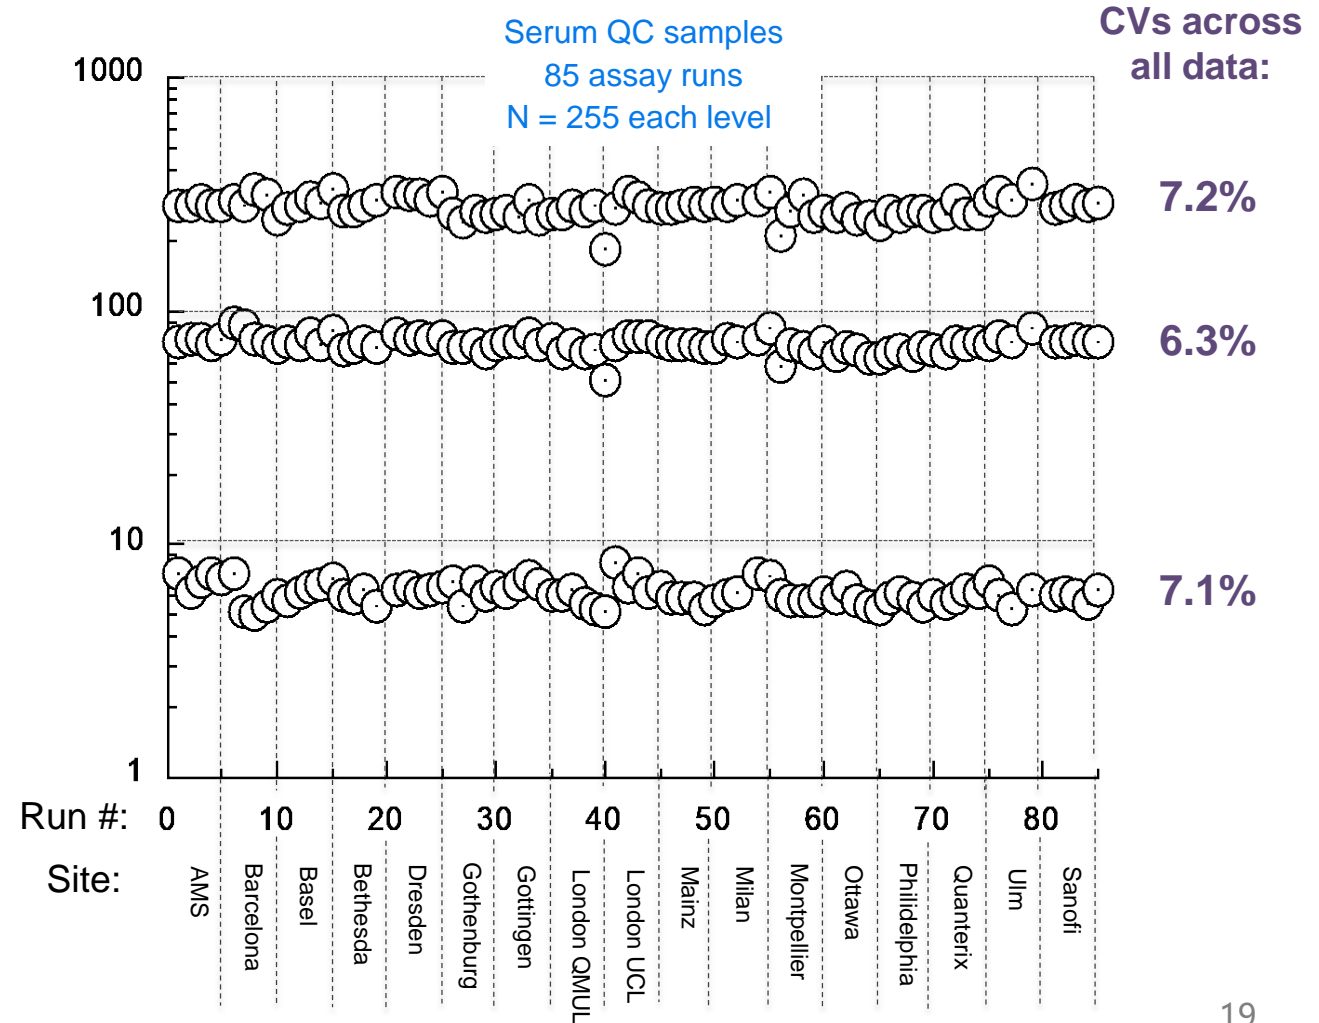 Serum QC samples
85 assay runs
N = 255 each level
CVs across
all data:
1000
7.2%
100
6.3%
10
7.1%
1
Run #: 0 10 20 30 40 50 60 70 80
Site: AMS Barcelona Basel Bethesda Dresden Gothenburg Gottingen London QMUL London UCL Mainz Milan Montpellier Ottawa Philidelphia Quanterix Ulm Sanofi
19